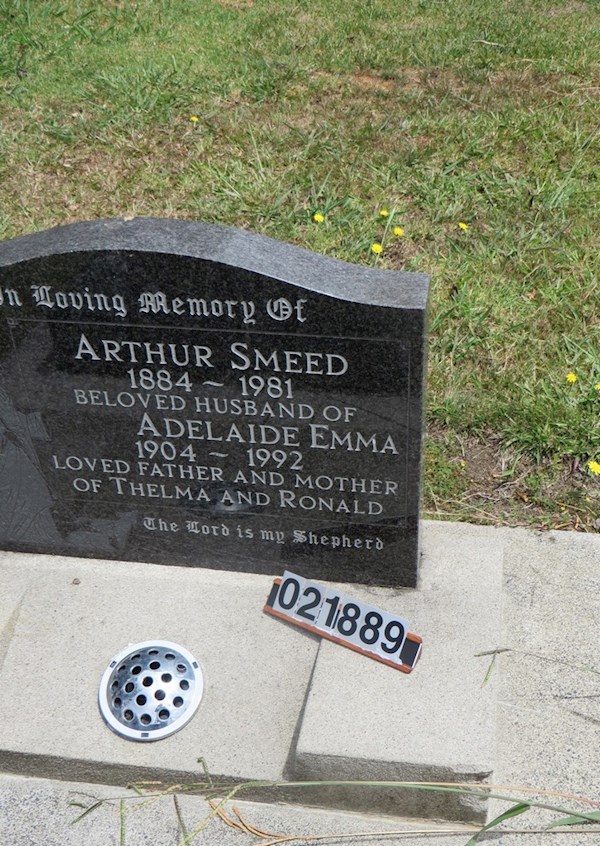 In Loving Memory Of
ARTHUR SMEED
1884 ~ 1981
BELOVED HUSBAND OF
ADELAIDE EMMA
1904 ~ 1992
LOVED FATHER AND MOTHER
OF THELMA AND RONALD
The Lord is my Shepherd
021889